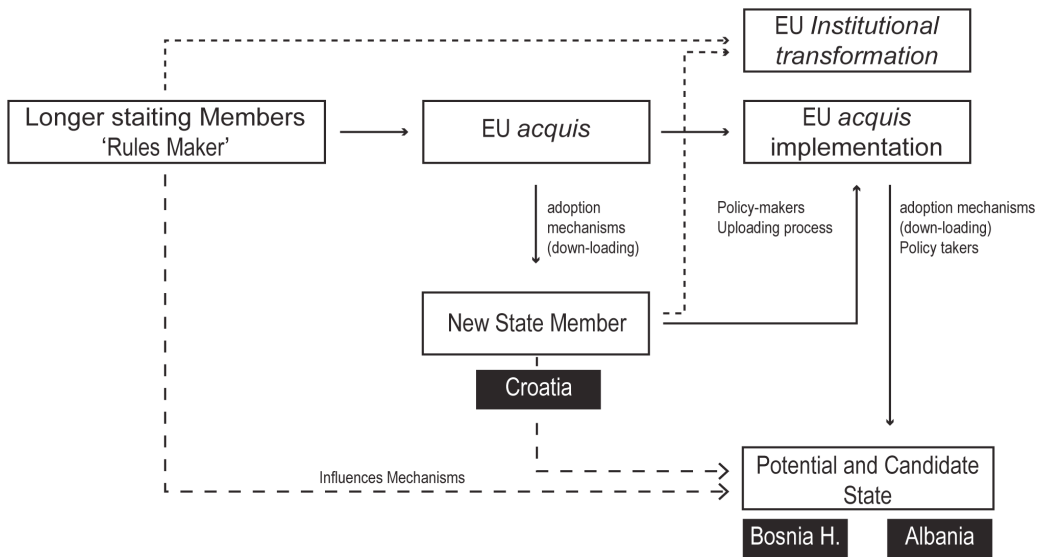 EU Institutional
transformation
Longer staiting Members
‘Rules Maker’
EU acquis
EU acquis
implementation
adoption
mechanisms
(down-loading)
Policy-makers
Uploading process
adoption mechanisms
(down-loading)
Policy takers
New State Member
Croatia
Influences Mechanisms
Potential and Candidate
State
Bosnia H.
Albania